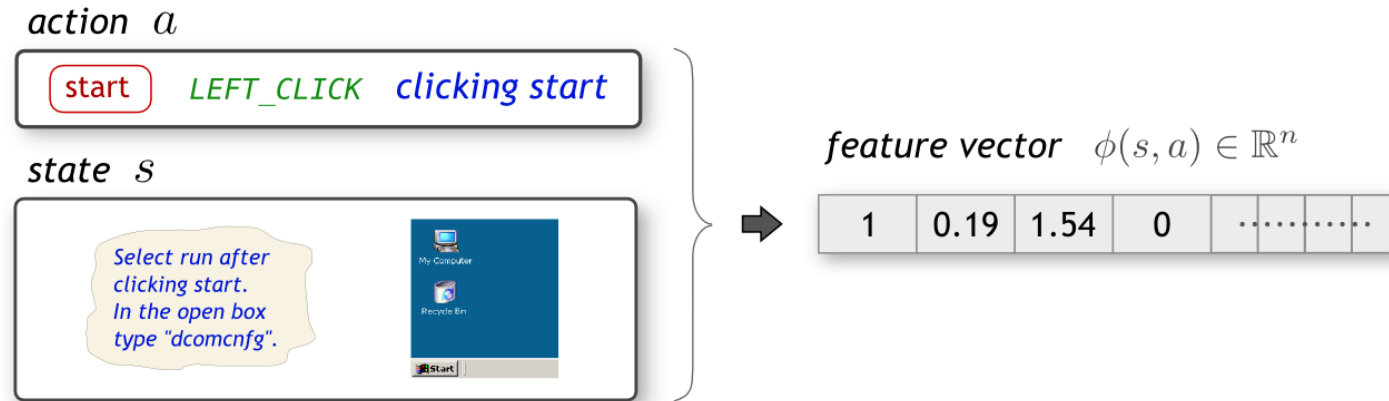 action a
start LEFT_CLICK clicking start
state s
Select run after
clicking start.
In the open box
type "dcomcnfg".
My Computer
Recycle Bin
Start
feature vector ϕ(s, a) ∈ ℝⁿ
1 0.19 1.54 0 ...........